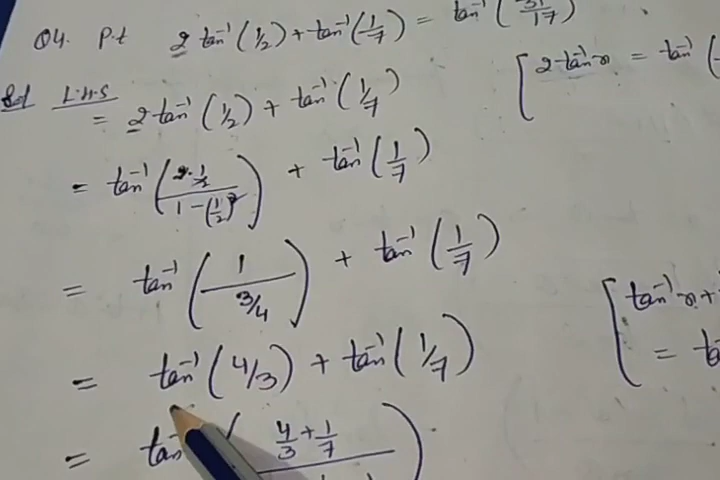 Q4. P.t 2 tan⁻¹(1/2) + tan⁻¹(1/7) = tan⁻¹(31/17)
Sol L.H.S [2 tan⁻¹x = tan⁻¹(
= 2 tan⁻¹(1/2) + tan⁻¹(1/7)
= tan⁻¹(2·1/2 / 1-(1/2)²) + tan⁻¹(1/7)
= tan⁻¹(1 / 3/4) + tan⁻¹(1/7)
[tan⁻¹x +
= tan⁻¹(4/3) + tan⁻¹(1/7)
= ta
= tan⁻¹(4/3 + 1/7